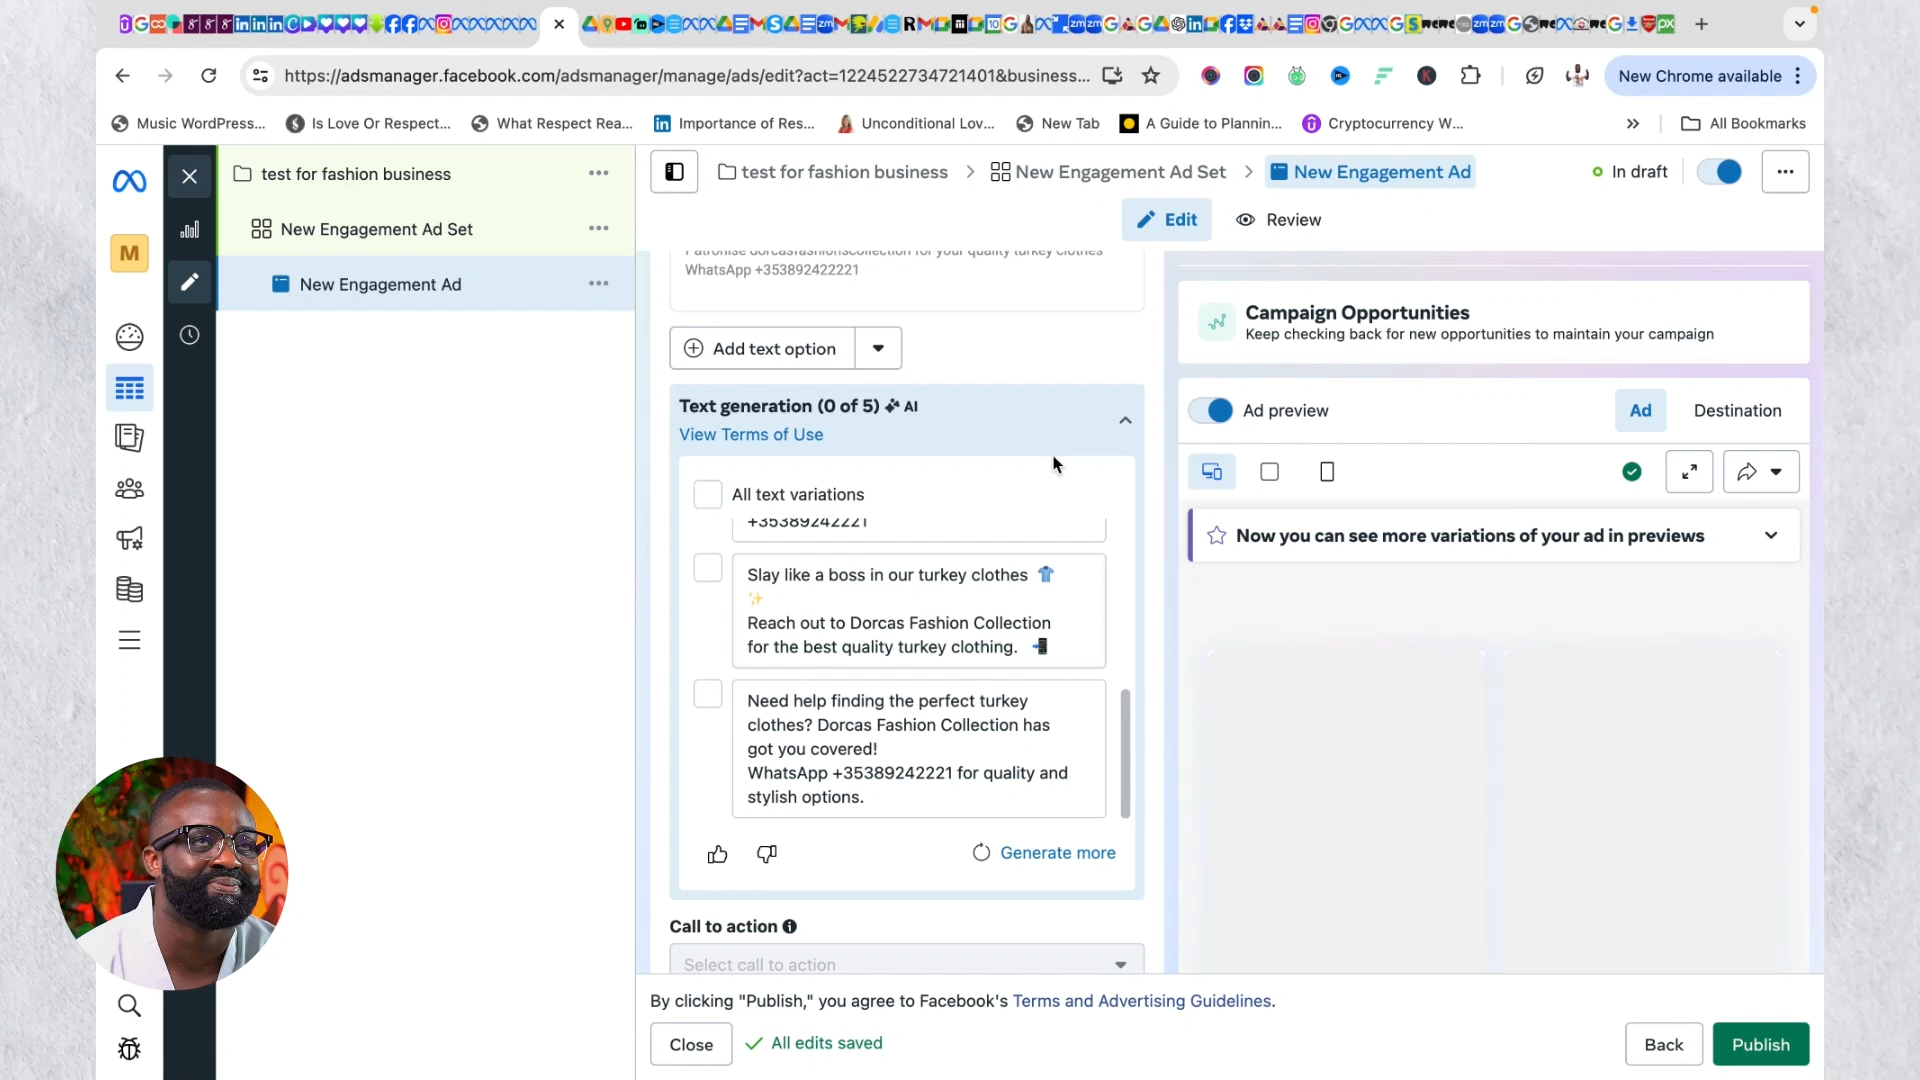 https://adsmanager.facebook.com/adsmanager/manage/ads/edit?act=1224522734721401&business...
New Chrome available
Music WordPress...
Is Love Or Respect...
What Respect Rea...
Importance of Res...
Unconditional Lov...
New Tab
A Guide to Plannin...
Cryptocurrency W...
All Bookmarks
test for fashion business
New Engagement Ad Set
New Engagement Ad
M
test for fashion business
New Engagement Ad Set
New Engagement Ad
In draft
Edit
Review
Patronise dorcasfashionscollection for your quality turkey clothes
WhatsApp +353892422221
Add text option
Text generation (0 of 5) AI
View Terms of Use
All text variations
+35389242221
Slay like a boss in our turkey clothes 👕
✨
Reach out to Dorcas Fashion Collection
for the best quality turkey clothing. 📲
Need help finding the perfect turkey
clothes? Dorcas Fashion Collection has
got you covered!
WhatsApp +35389242221 for quality and
stylish options.
Generate more
Call to action
Select call to action
Campaign Opportunities
Keep checking back for new opportunities to maintain your campaign
Ad preview
Ad
Destination
Now you can see more variations of your ad in previews
By clicking "Publish," you agree to Facebook's Terms and Advertising Guidelines.
Close
All edits saved
Back
Publish